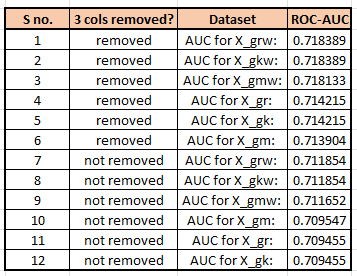 S no. 3 cols removed? Dataset ROC-AUC
1 removed AUC for X_grw: 0.718389
2 removed AUC for X_gkw: 0.718389
3 removed AUC for X_gmw: 0.718133
4 removed AUC for X_gr: 0.714215
5 removed AUC for X_gk: 0.714215
6 removed AUC for X_gm: 0.713904
7 not removed AUC for X_grw: 0.711854
8 not removed AUC for X_gkw: 0.711854
9 not removed AUC for X_gmw: 0.711652
10 not removed AUC for X_gm: 0.709547
11 not removed AUC for X_gr: 0.709455
12 not removed AUC for X_gk: 0.709455